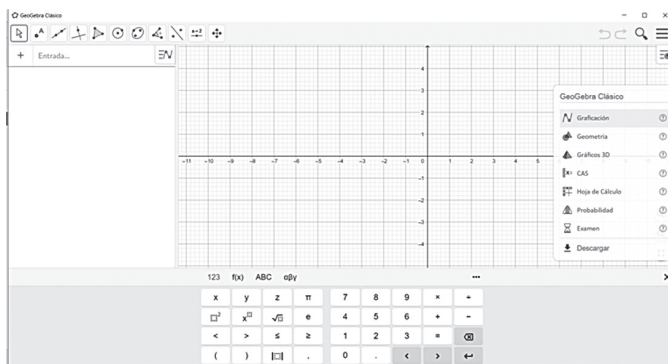 GeoGebra Clásico
A
a=2
+ Entrada... N
4
3
2
1
-11 -10 -9 -8 -7 -6 -5 -4 -3 -2 -1 0 1 2 3 4 5
-1
-2
-3
-4
GeoGebra Clásico
Graficación
Geometría
Gráficos 3D
x= CAS
Hoja de Cálculo
Probabilidad
Examen
Descargar
123 f(x) ABC αβγ ...
x y z π 7 8 9 × ÷
□² x□ √□ e 4 5 6 + −
< > ≤ ≥ 1 2 3 =
( ) |□| , 0 . < >